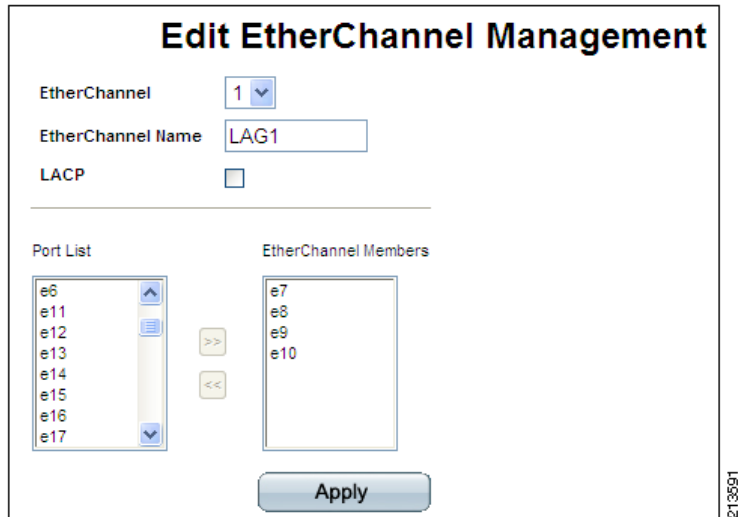 Edit EtherChannel Management
EtherChannel 1
EtherChannel Name LAG1
LACP
Port List
e6
e11
e12
e13
e14
e15
e16
e17
>>
<<
EtherChannel Members
e7
e8
e9
e10
Apply
213591